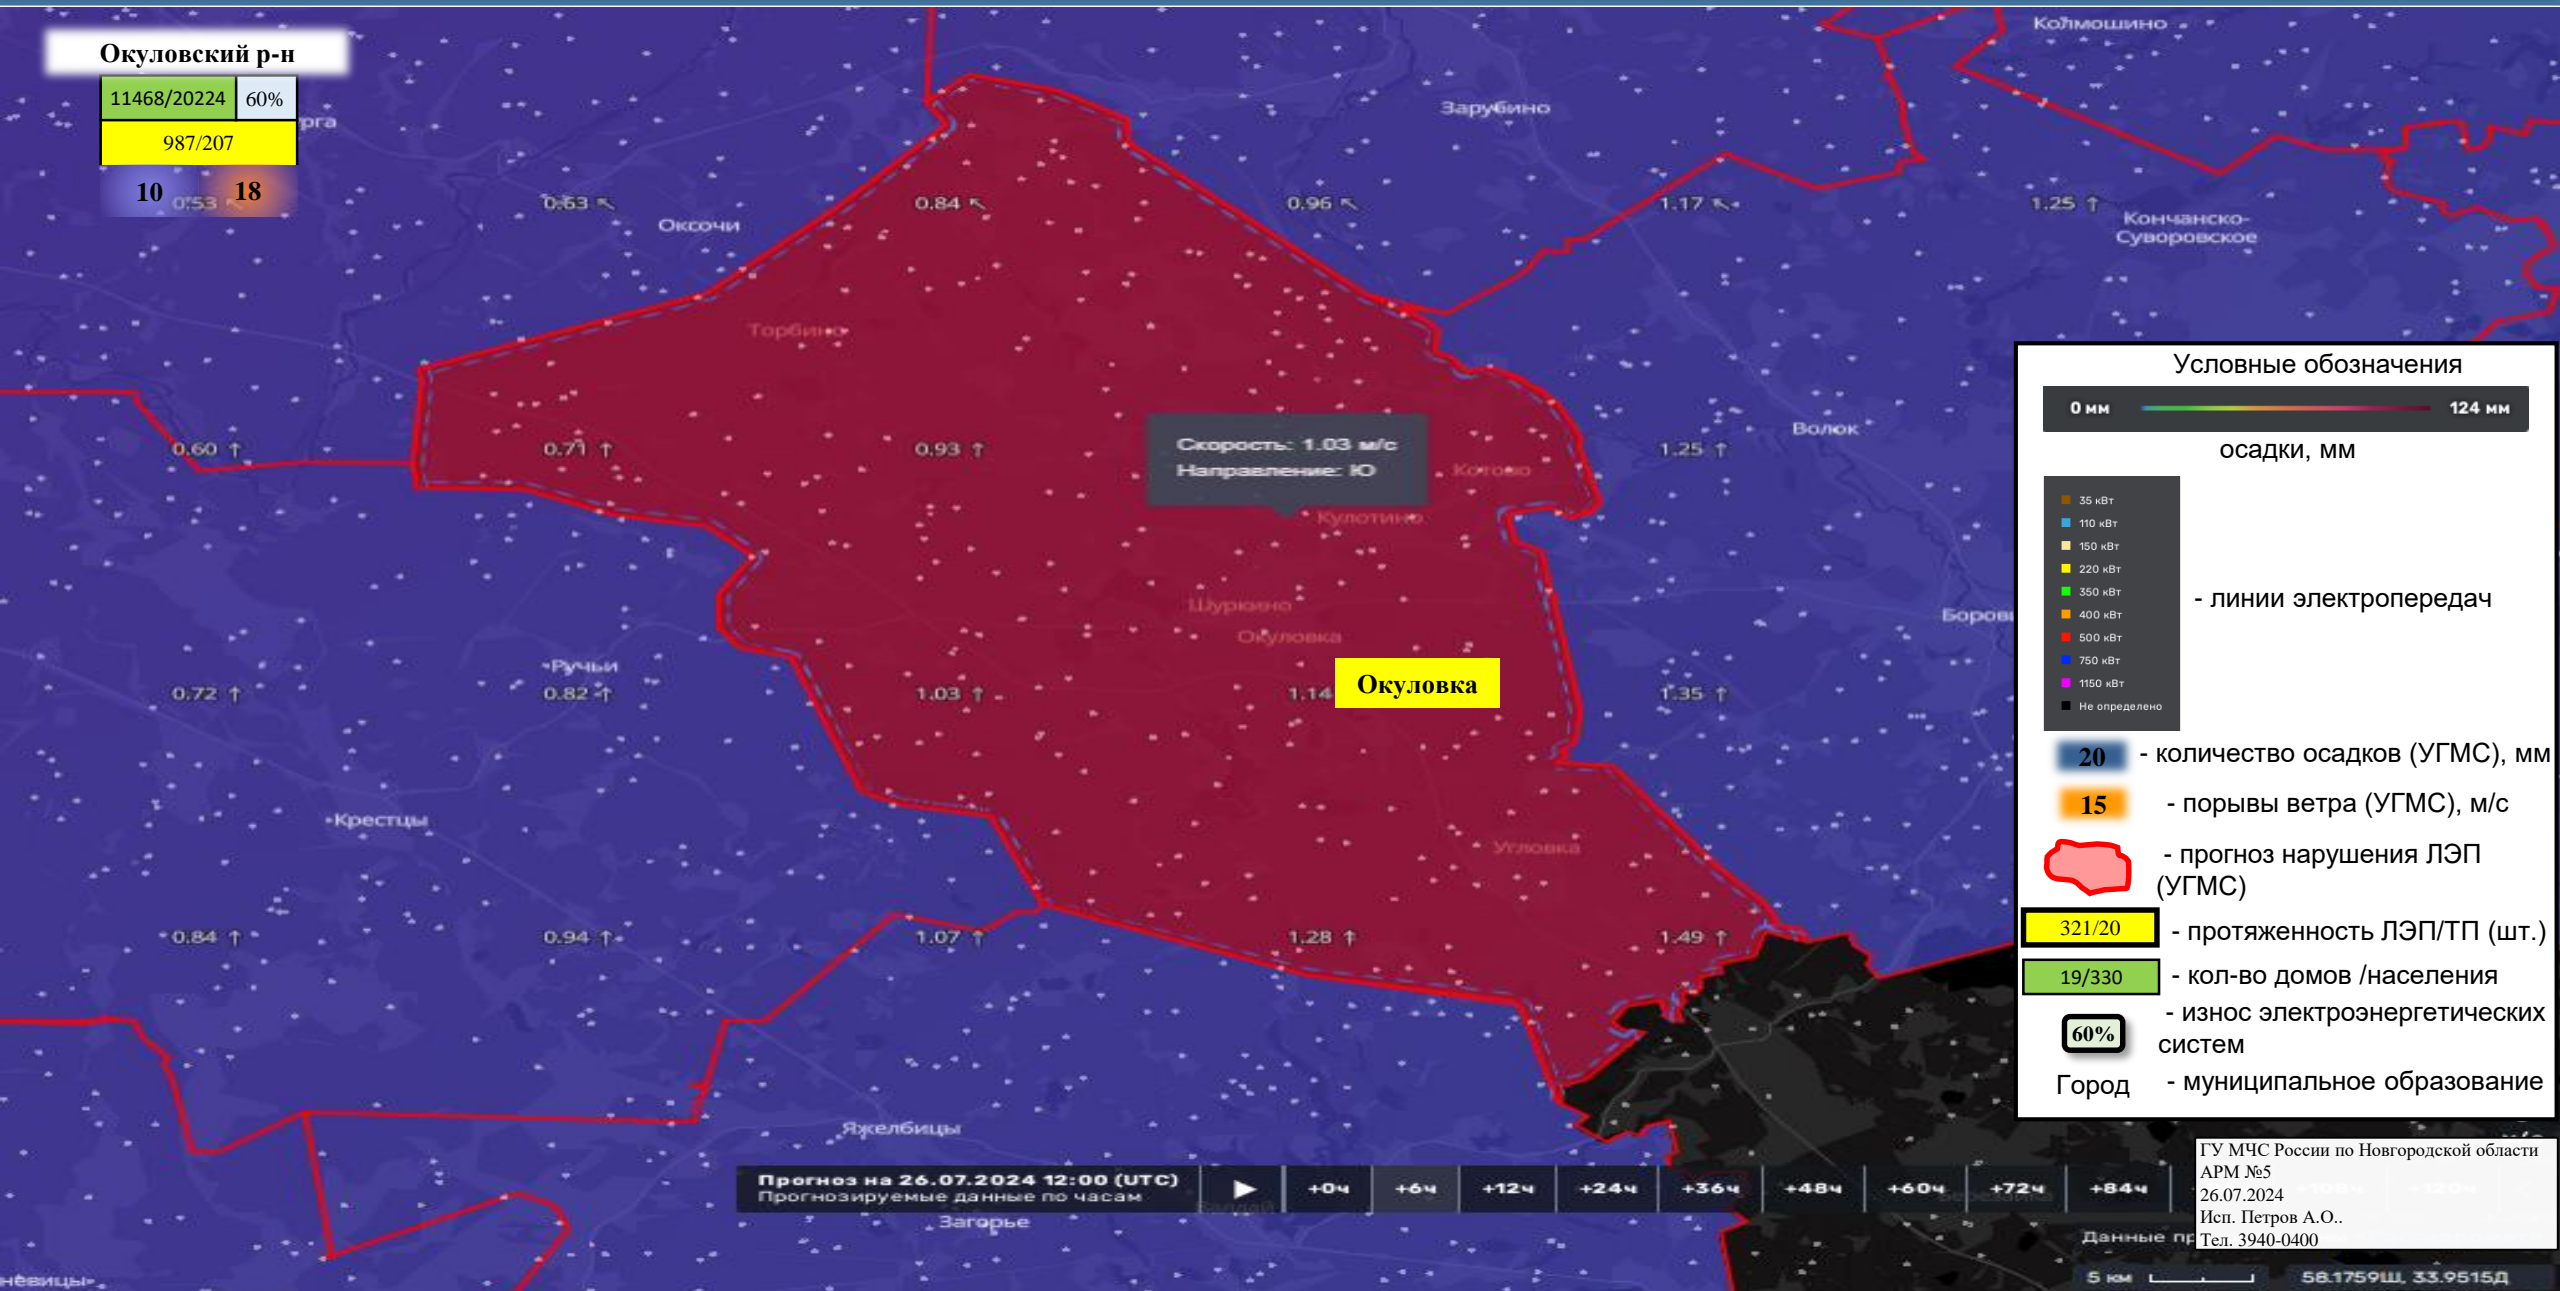 Колмошино
Окуловский р-н
11468/20224 60%
987/207
10 18
Зарубино
0.53
0.63 ↖
Оксочи
0.84 ↖
0.96 ↖
1.17 ↖
1.25 ↑
Кончанско-
Суворовское
Торбино
0.60 ↑
0.71 ↑
0.93 ↑
Скорость: 1.03 м/с
Направление: Ю
Котово
1.25 ↑
Волок
Кулотино
Шуркино
Окуловка
Ручьи
0.72 ↑
0.82 ↑
1.03 ↑
1.14
Окуловка
1.35 ↑
Крестцы
Угловка
0.84 ↑
0.94 ↑
1.07 ↑
1.28 ↑
1.49 ↑
Яжелбицы
Загорье
Условные обозначения
0 мм 124 мм
осадки, мм
35 кВт
110 кВт
150 кВт
220 кВт
350 кВт
400 кВт
500 кВт
750 кВт
1150 кВт
Не определено
- линии электропередач
20 - количество осадков (УГМС), мм
15 - порывы ветра (УГМС), м/с
- прогноз нарушения ЛЭП
(УГМС)
321/20 - протяженность ЛЭП/ТП (шт.)
19/330 - кол-во домов /населения
60% - износ электроэнергетических
систем
Город - муниципальное образование
Прогноз на 26.07.2024 12:00 (UTC)
Прогнозируемые данные по часам
+0ч +6ч +12ч +24ч +36ч +48ч +60ч +72ч +84ч
ГУ МЧС России по Новгородской области
АРМ №5
26.07.2024
Исп. Петров А.О..
Тел. 3940-0400
Данные
5 км
58.1759Ш, 33.9515Д